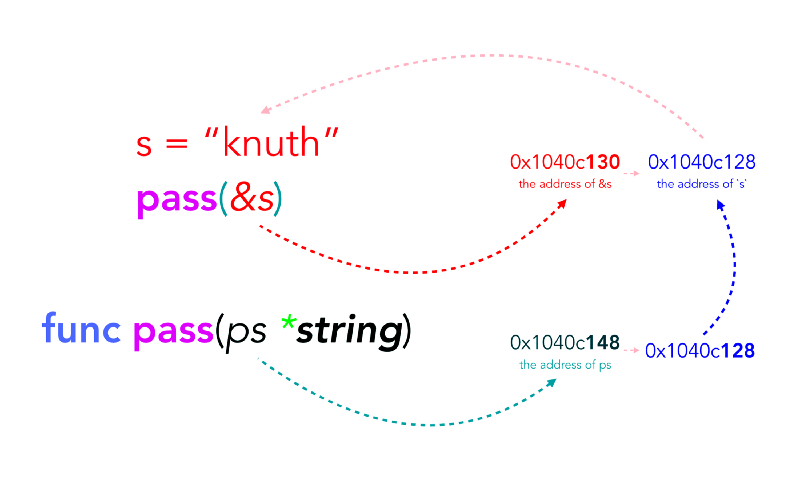 s = “knuth”
pass(&s)
0x1040c130
the address of &s
0x1040c128
the address of `s`
func pass(ps *string)
0x1040c148
the address of ps
0x1040c128